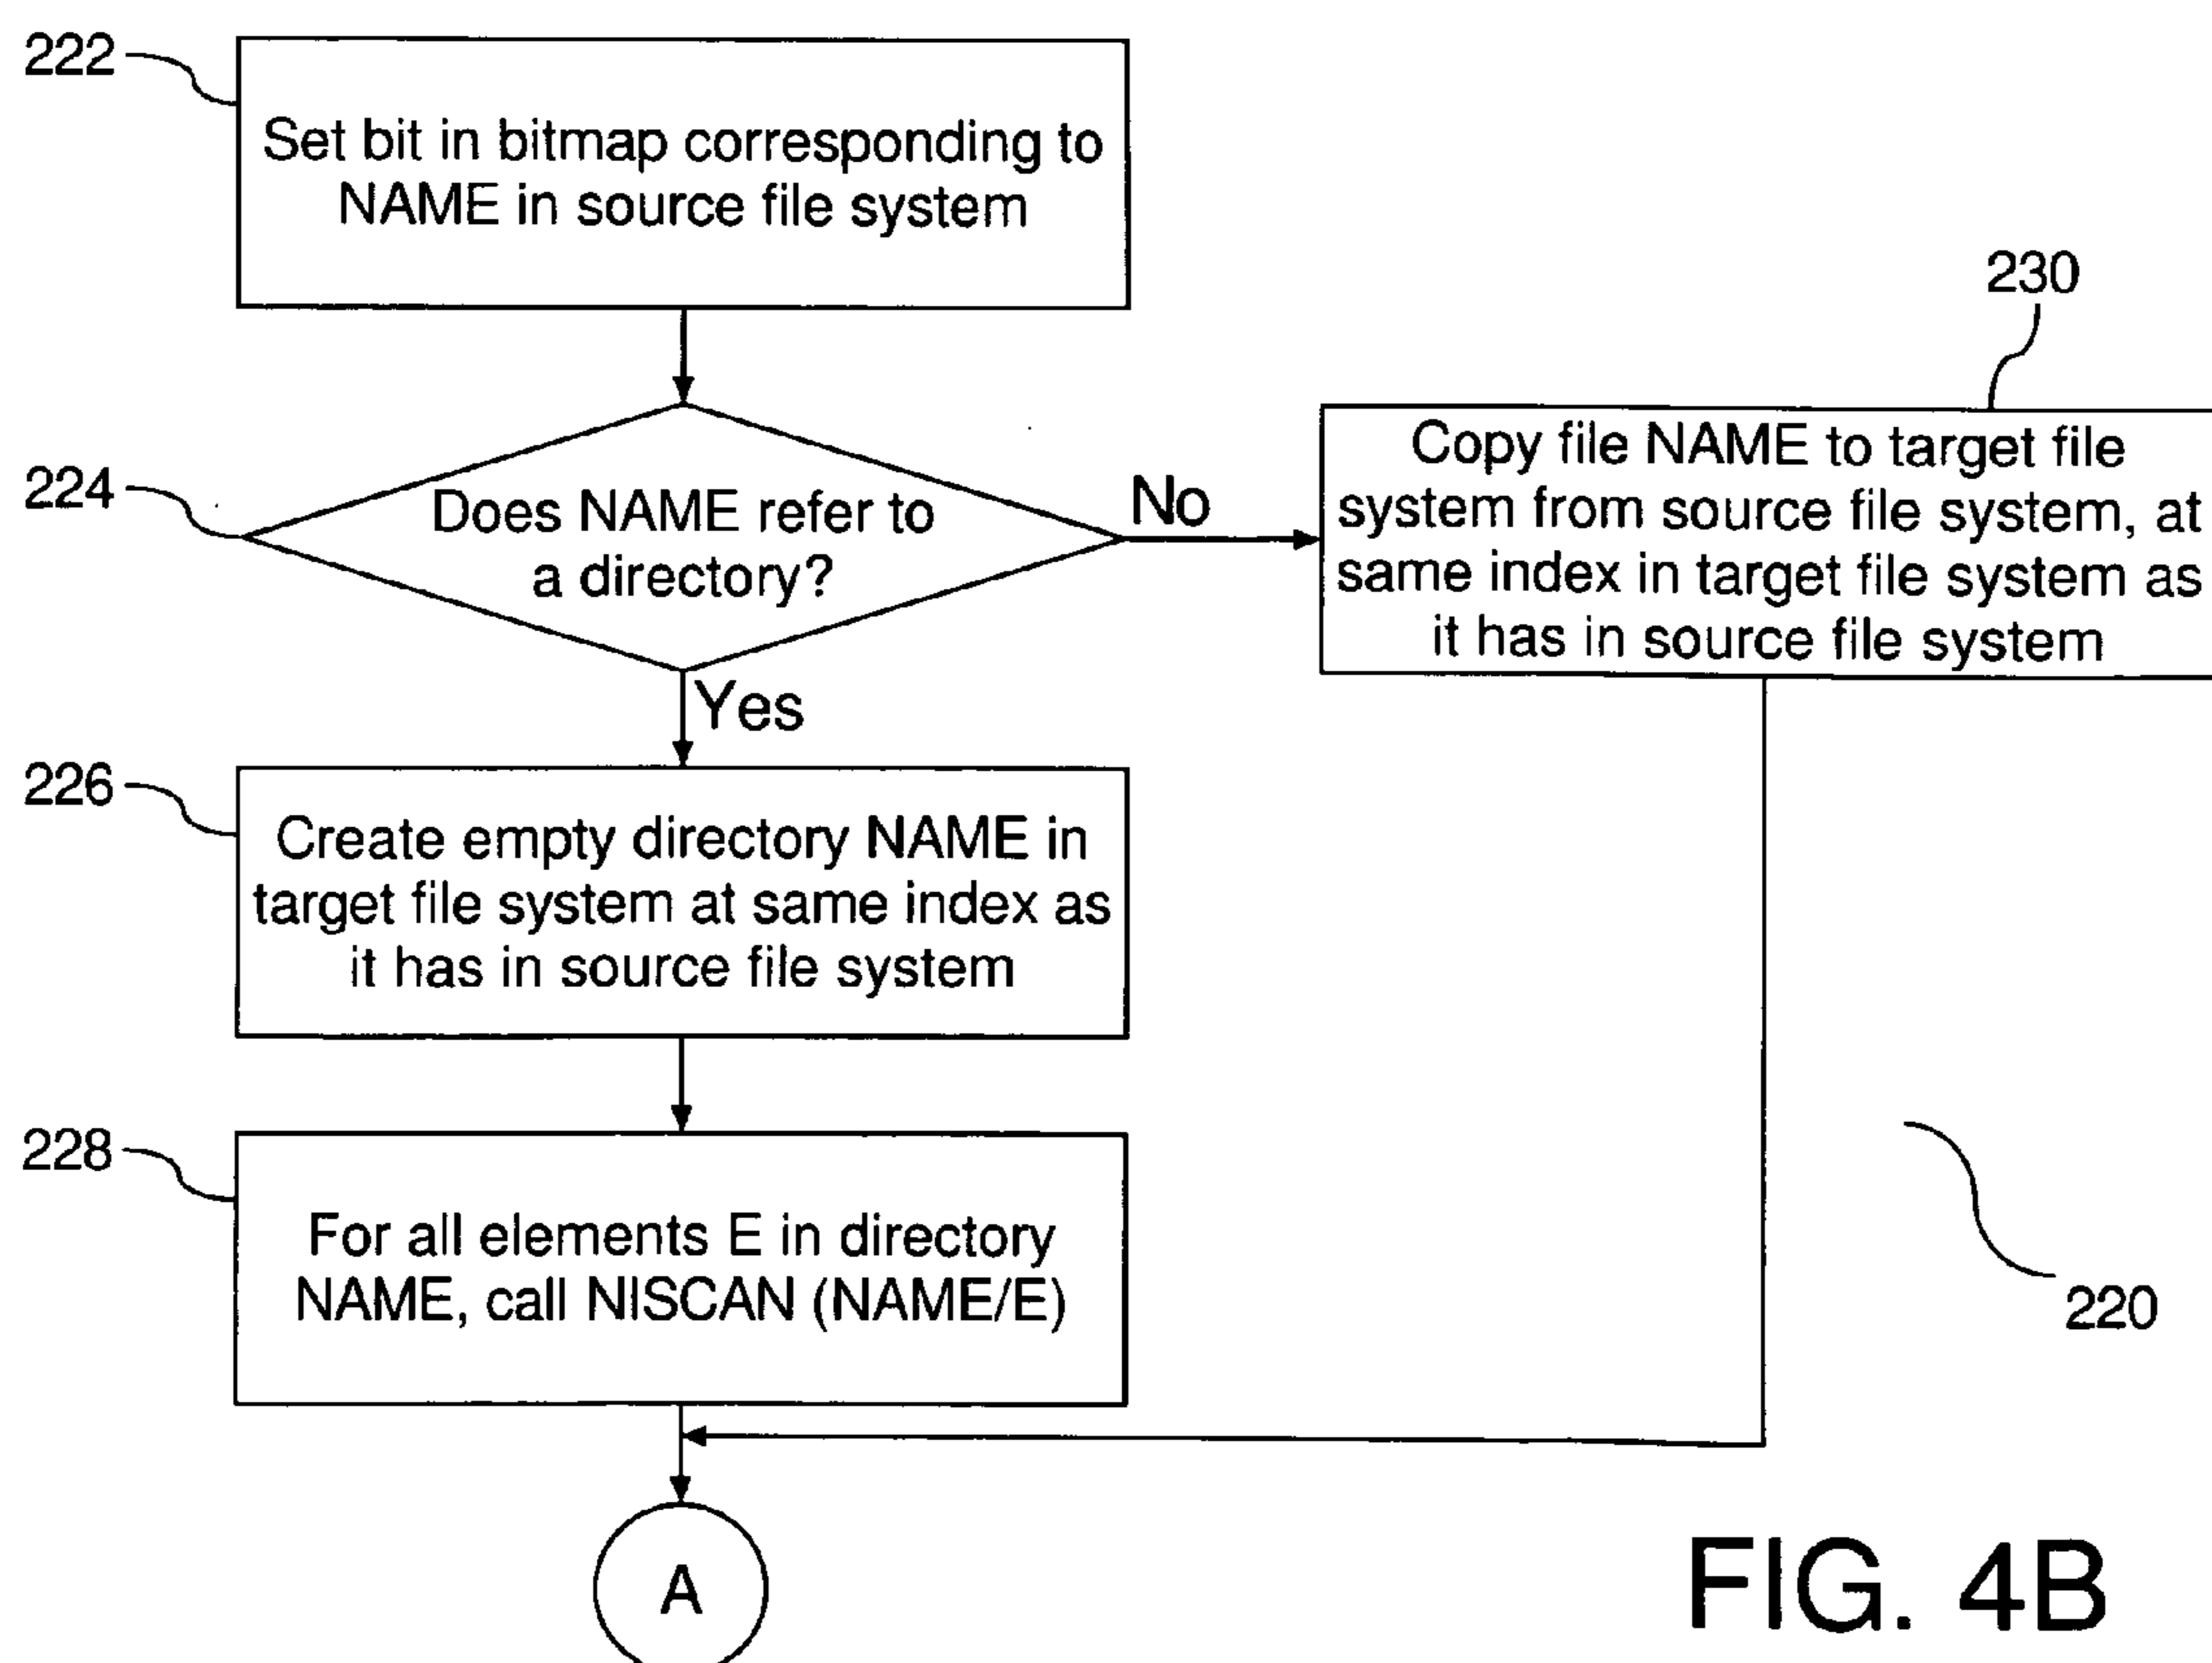 222
Set bit in bitmap corresponding to
NAME in source file system
224
Does NAME refer to
a directory?
No
230
Copy file NAME to target file
system from source file system, at
same index in target file system as
it has in source file system
Yes
226
Create empty directory NAME in
target file system at same index as
it has in source file system
228
For all elements E in directory
NAME, call NISCAN (NAME/E)
220
A
FIG. 4B